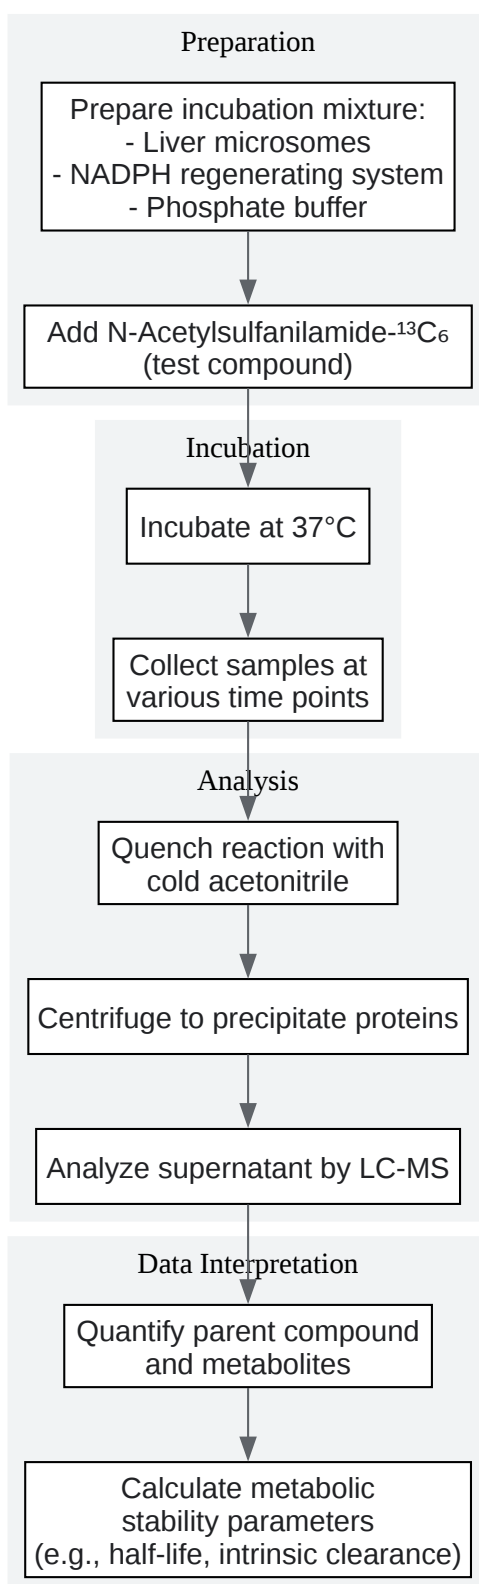 Preparation
Prepare incubation mixture:
- Liver microsomes
- NADPH regenerating system
- Phosphate buffer
Add N-Acetylsulfanilamide-¹³C₆
(test compound)
Incubation
Incubate at 37°C
Collect samples at
various time points
Analysis
Quench reaction with
cold acetonitrile
Centrifuge to precipitate proteins
Analyze supernatant by LC-MS
Data Interpretation
Quantify parent compound
and metabolites
Calculate metabolic
stability parameters
(e.g., half-life, intrinsic clearance)